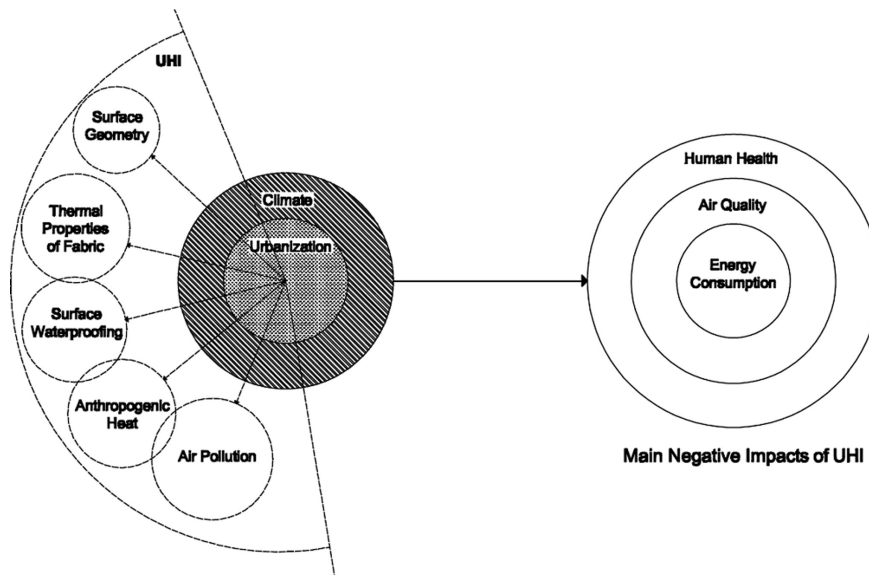 UHI
Surface
Geometry
Thermal
Properties
of Fabric
Surface
Waterproofing
Anthropogenic
Heat
Air Pollution
Climate
Urbanization
Human Health
Air Quality
Energy
Consumption
Main Negative Impacts of UHI